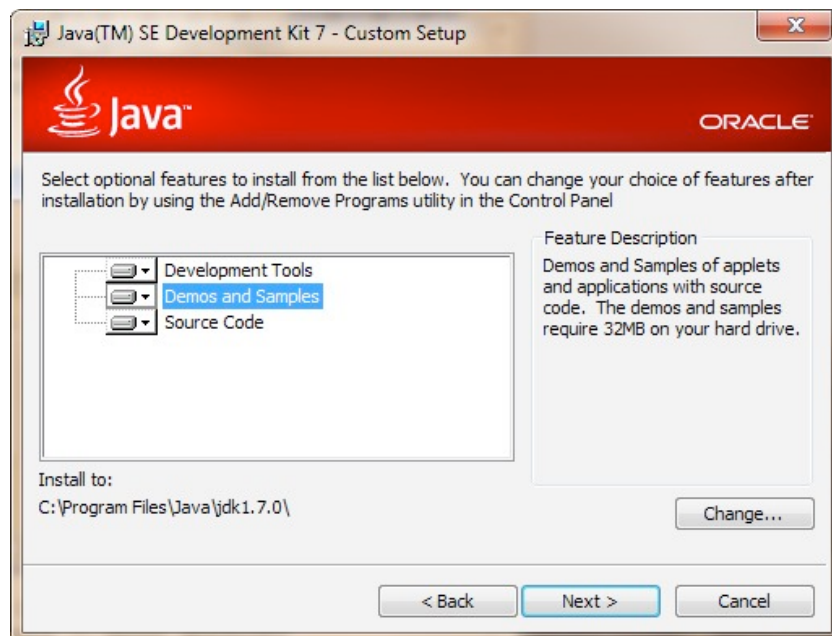 Java(TM) SE Development Kit 7 - Custom Setup
Java™
ORACLE®
Select optional features to install from the list below.  You can change your choice of features after
installation by using the Add/Remove Programs utility in the Control Panel
Development Tools
Demos and Samples
Source Code
Feature Description
Demos and Samples of applets
and applications with source
code.  The demos and samples
require 32MB on your hard drive.
Install to:
C:\Program Files\Java\jdk1.7.0\
Change...
< Back
Next >
Cancel